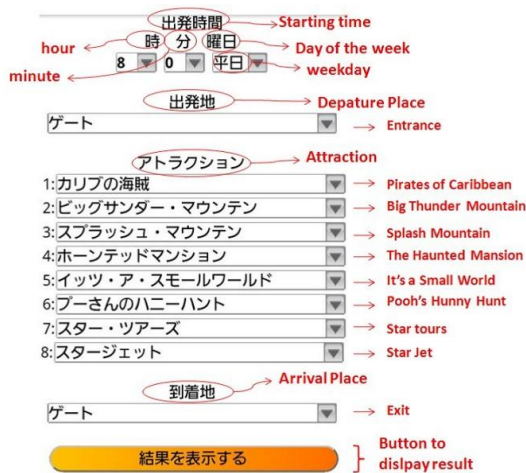 出発時間 Starting time
hour 時 分 曜日 Day of the week
minute 8 0 平日 weekday
出発地 Depature Place
ゲート Entrance
アトラクション Attraction
1:カリブの海賊 Pirates of Caribbean
2:ビッグサンダー・マウンテン Big Thunder Mountain
3:スプラッシュ・マウンテン Splash Mountain
4:ホーンテッドマンション The Haunted Mansion
5:イッツ・ア・スモールワールド It's a Small World
6:プーさんのハニーハント Pooh's Hunny Hunt
7:スター・ツアーズ Star tours
8:スタージェット Star Jet
到着地 Arrival Place
ゲート Exit
結果を表示する Button to
dislpay result